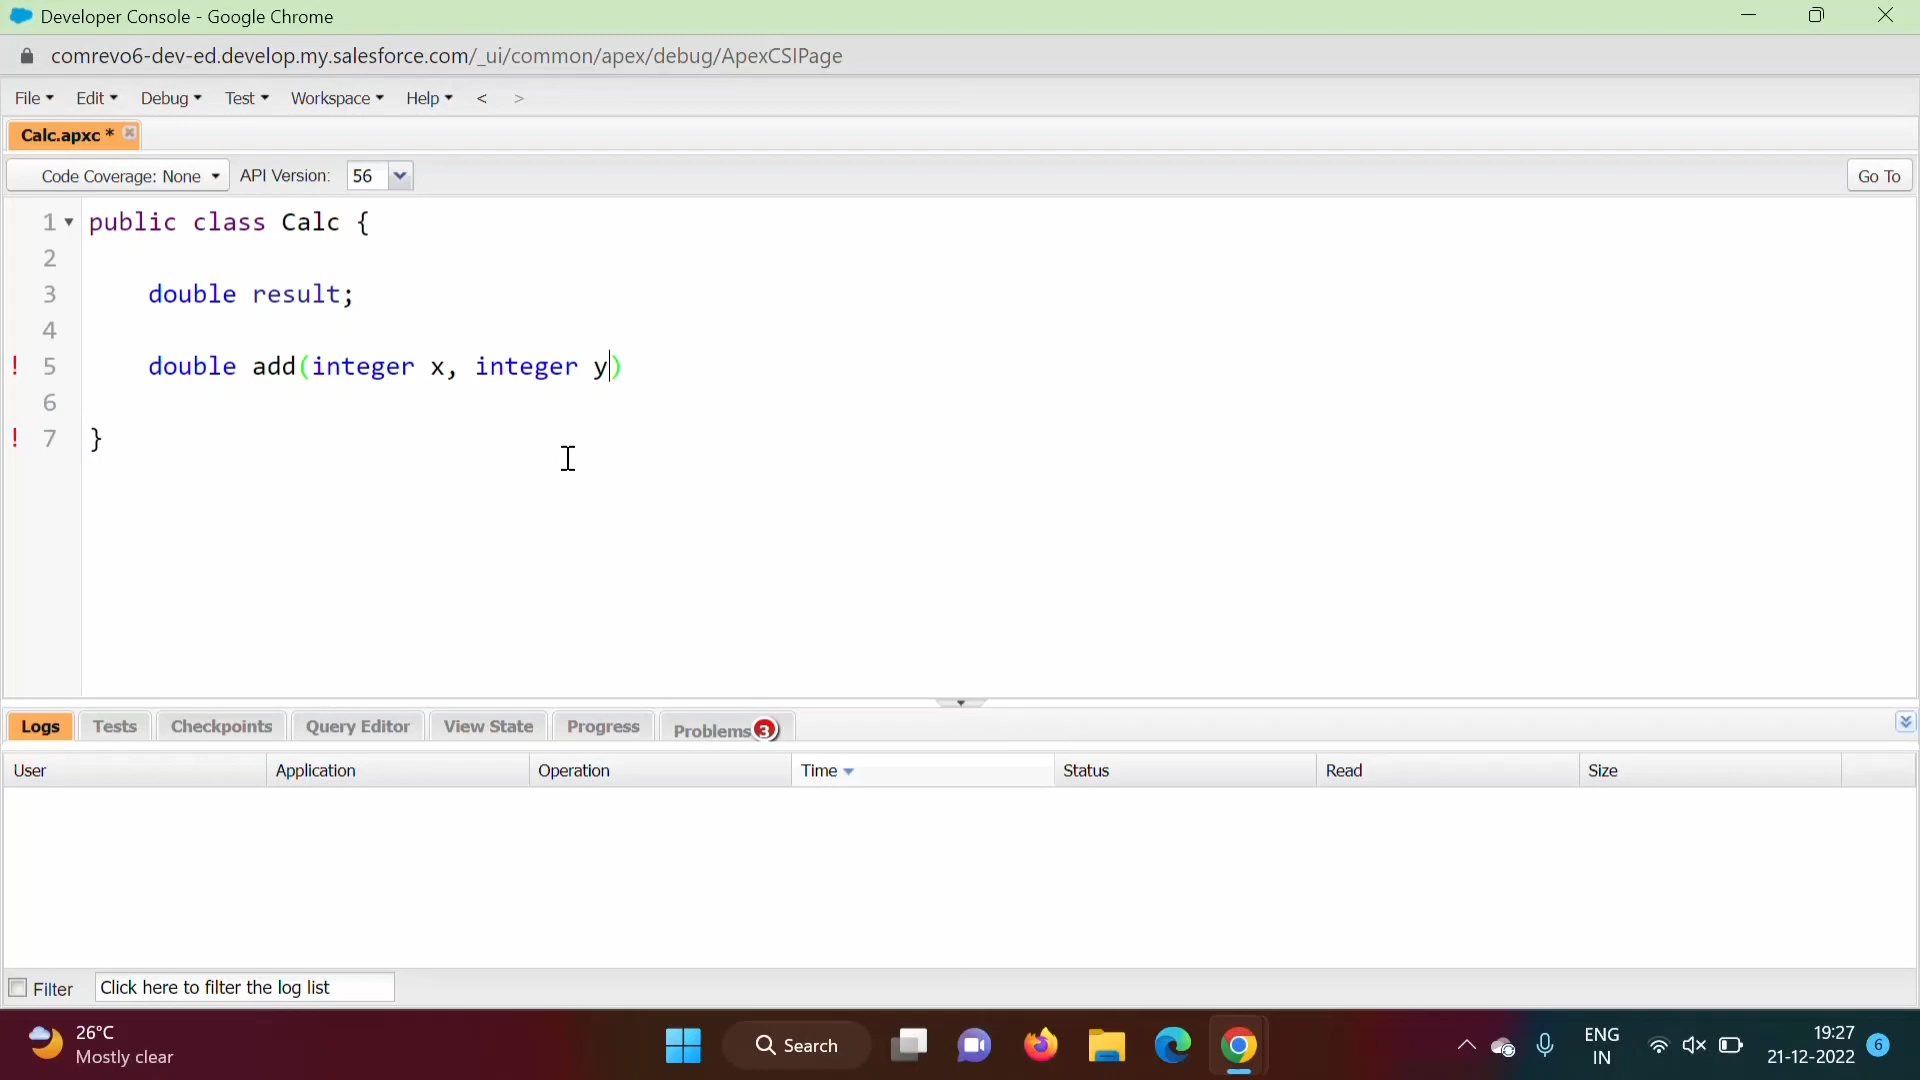 Developer Console - Google Chrome
comrevo6-dev-ed.develop.my.salesforce.com/_ui/common/apex/debug/ApexCSIPage
File Edit Debug Test Workspace Help < >
Calc.apxc *
Code Coverage: None API Version: 56 Go To
1 public class Calc {
2
3 double result;
4
! 5 double add(integer x, integer y)
6
! 7 }
Logs Tests Checkpoints Query Editor View State Progress Problems 3
User Application Operation Time Status Read Size
Filter Click here to filter the log list
26°C
Mostly clear
Search
ENG
IN
19:27
21-12-2022
6